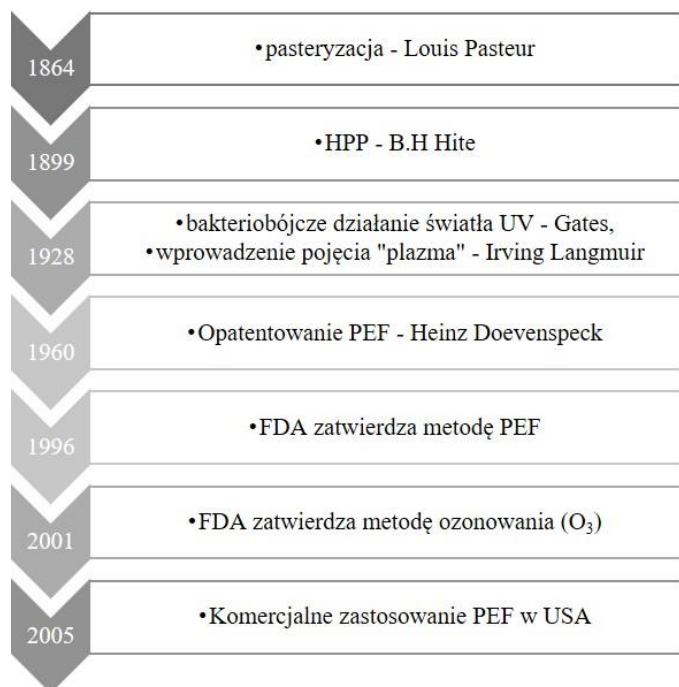 1864
•pasteryzacja - Louis Pasteur
1899
•HPP - B.H Hite
1928
•bakteriobójcze działanie światła UV - Gates,
•wprowadzenie pojęcia "plazma" - Irving Langmuir
1960
•Opatentowanie PEF - Heinz Doevenspeck
1996
•FDA zatwierdza metodę PEF
2001
•FDA zatwierdza metodę ozonowania (O₃)
2005
•Komercjalne zastosowanie PEF w USA